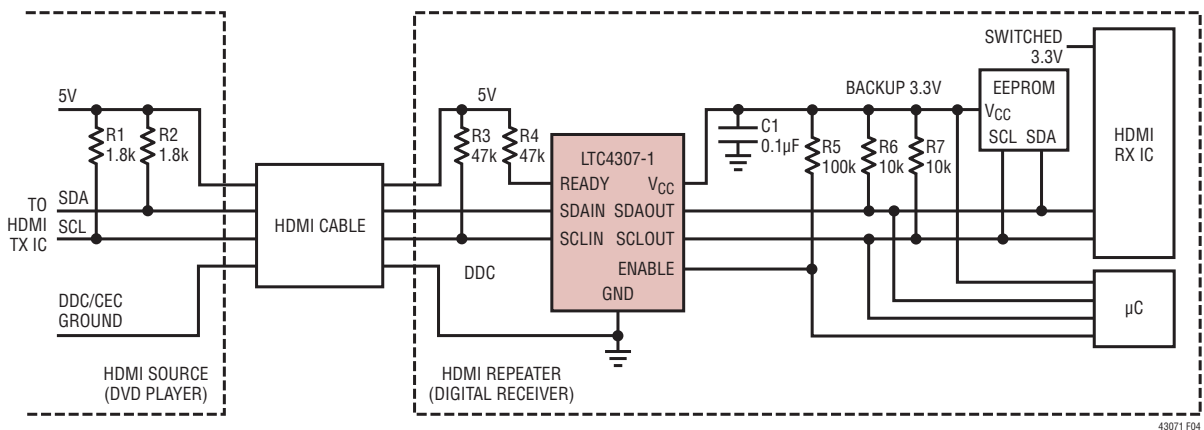 SWITCHED
3.3V
5V
5V
BACKUP 3.3V
EEPROM
VCC
SCL SDA
HDMI
RX IC
R1
1.8k
R2
1.8k
R3
47k
R4
47k
LTC4307-1
READY
VCC
SDAIN
SDAOUT
SCLIN
SCLOUT
ENABLE
GND
C1
0.1µF
R5
100k
R6
10k
R7
10k
TO
HDMI
TX IC
SDA
SCL
HDMI CABLE
DDC
DDC/CEC
GROUND
µC
HDMI SOURCE
(DVD PLAYER)
HDMI REPEATER
(DIGITAL RECEIVER)
43071 F04